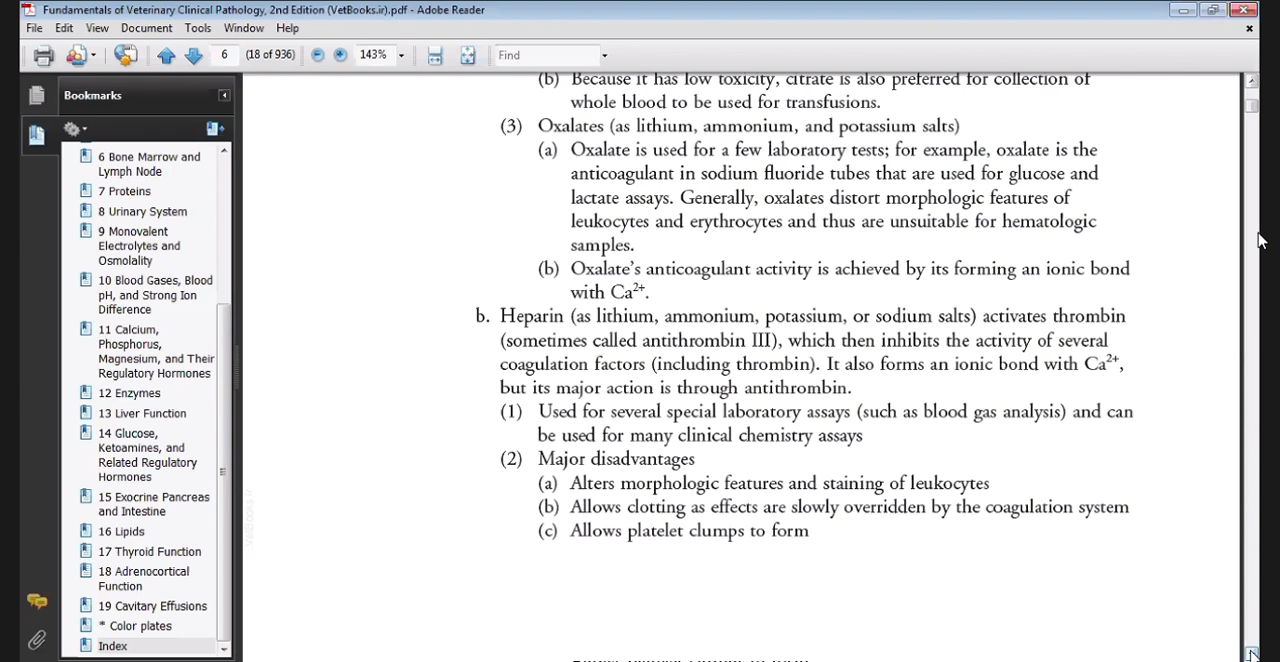 Fundamentals of Veterinary Clinical Pathology, 2nd Edition (VetBooks.ir).pdf - Adobe Reader
File Edit View Document Tools Window Help
6 (18 of 936) 143% Find
Bookmarks
6 Bone Marrow and
Lymph Node
7 Proteins
8 Urinary System
9 Monovalent
Electrolytes and
Osmolality
10 Blood Gases, Blood
pH, and Strong Ion
Difference
11 Calcium,
Phosphorus,
Magnesium, and Their
Regulatory Hormones
12 Enzymes
13 Liver Function
14 Glucose,
Ketoamines, and
Related Regulatory
Hormones
15 Exocrine Pancreas
and Intestine
16 Lipids
17 Thyroid Function
18 Adrenocortical
Function
19 Cavitary Effusions
* Color plates
Index
(b) Because it has low toxicity, citrate is also preferred for collection of
whole blood to be used for transfusions.
(3) Oxalates (as lithium, ammonium, and potassium salts)
(a) Oxalate is used for a few laboratory tests; for example, oxalate is the
anticoagulant in sodium fluoride tubes that are used for glucose and
lactate assays. Generally, oxalates distort morphologic features of
leukocytes and erythrocytes and thus are unsuitable for hematologic
samples.
(b) Oxalate's anticoagulant activity is achieved by its forming an ionic bond
with Ca²⁺.
b. Heparin (as lithium, ammonium, potassium, or sodium salts) activates thrombin
(sometimes called antithrombin III), which then inhibits the activity of several
coagulation factors (including thrombin). It also forms an ionic bond with Ca²⁺,
but its major action is through antithrombin.
(1) Used for several special laboratory assays (such as blood gas analysis) and can
be used for many clinical chemistry assays
(2) Major disadvantages
(a) Alters morphologic features and staining of leukocytes
(b) Allows clotting as effects are slowly overridden by the coagulation system
(c) Allows platelet clumps to form